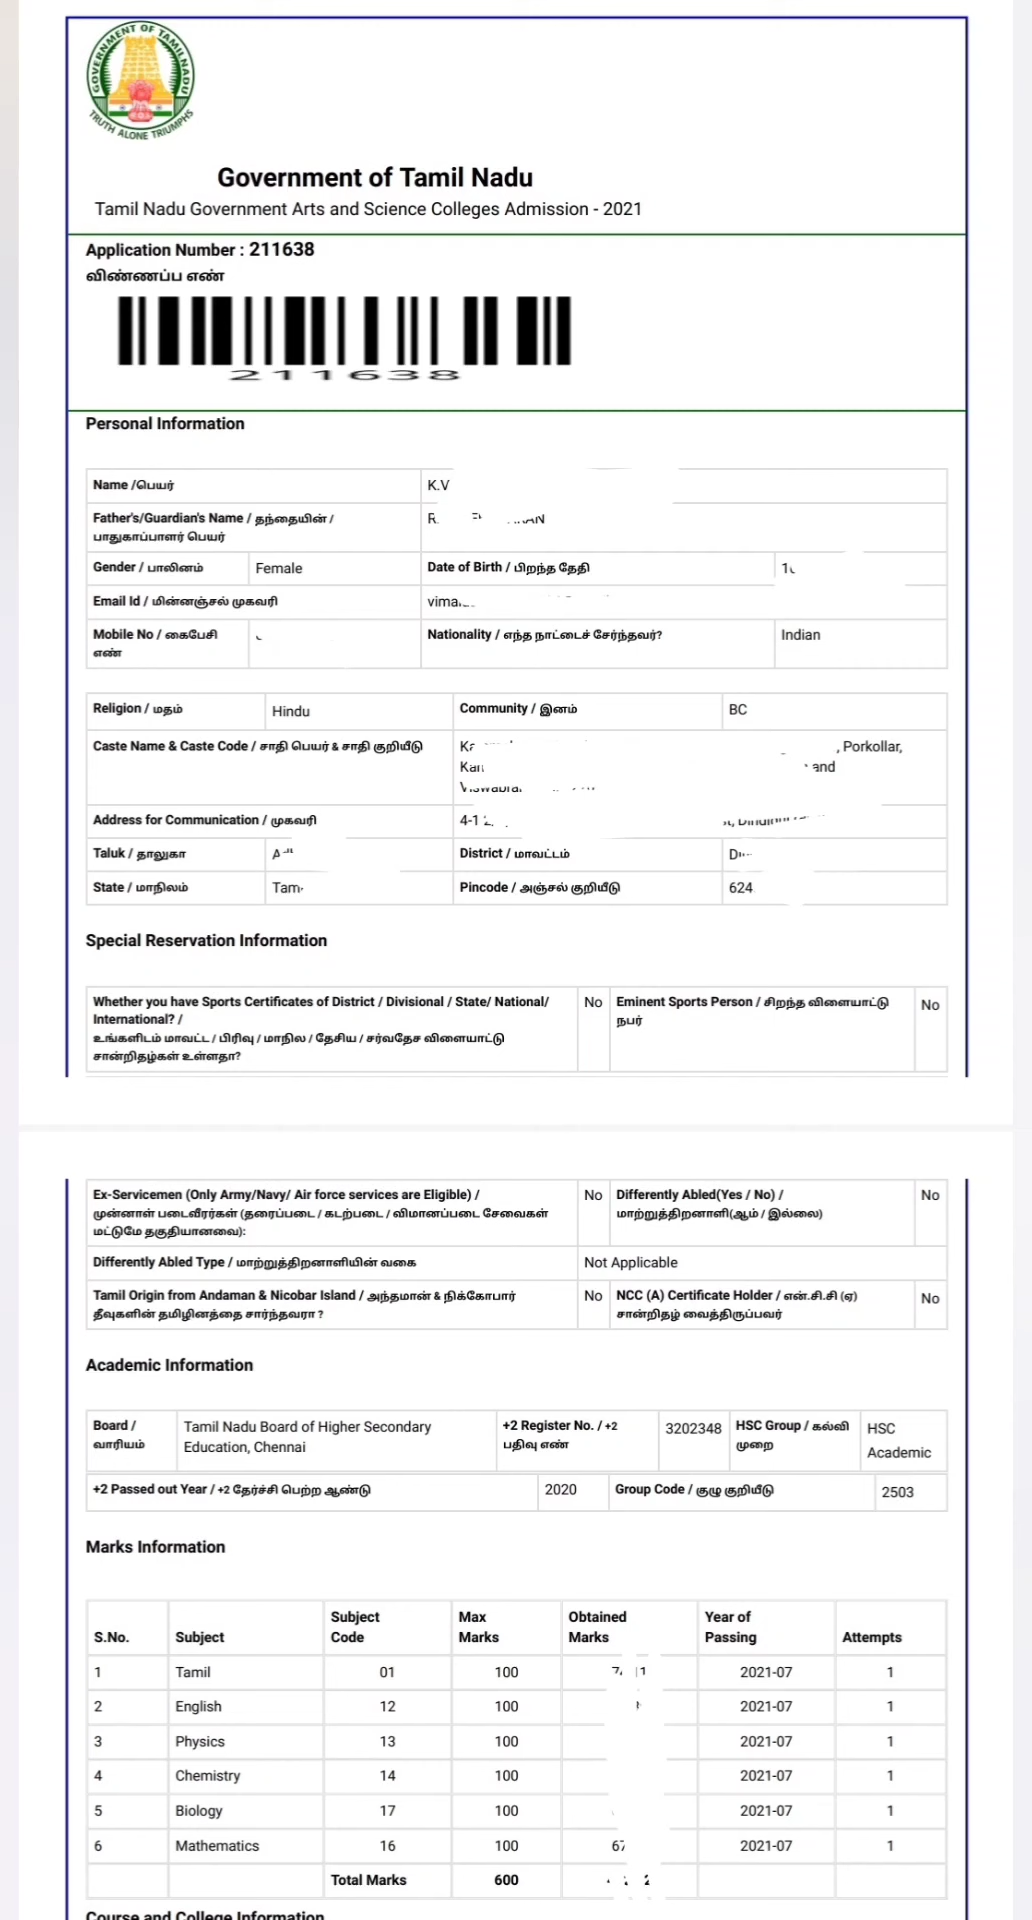 GOVERNMENT OF TAMILNADU
TRUTH ALONE TRIUMPHS
Government of Tamil Nadu
Tamil Nadu Government Arts and Science Colleges Admission - 2021
Application Number : 211638
விண்ணப்ப எண்
211638
Personal Information
Name /பெயர் K.V
Father's/Guardian's Name / தந்தையின் / R.
பாதுகாப்பாளர் பெயர்
Gender / பாலினம் Female Date of Birth / பிறந்த தேதி
Email Id / மின்னஞ்சல் முகவரி
Mobile No / கைபேசி Nationality / எந்த நாட்டைச் சேர்ந்தவர்? Indian
எண்
Religion / மதம் Hindu Community / இனம் BC
Caste Name & Caste Code / சாதி பெயர் & சாதி குறியீடு , Porkollar,
and
Address for Communication / முகவரி 4-1
Taluk / தாலுகா District / மாவட்டம்
State / மாநிலம் Pincode / அஞ்சல் குறியீடு 624
Special Reservation Information
Whether you have Sports Certificates of District / Divisional / State/ National/ No Eminent Sports Person / சிறந்த விளையாட்டு No
International? / நபர்
உங்களிடம் மாவட்ட / பிரிவு / மாநில / தேசிய / சர்வதேச விளையாட்டு
சான்றிதழ்கள் உள்ளதா?
Ex-Servicemen (Only Army/Navy/ Air force services are Eligible) / No Differently Abled(Yes / No) / No
முன்னாள் படைவீரர்கள் (தரைப்படை / கடற்படை / விமானப்படை சேவைகள் மாற்றுத்திறனாளி(ஆம் / இல்லை)
மட்டுமே தகுதியானவை):
Differently Abled Type / மாற்றுத்திறனாளியின் வகை Not Applicable
Tamil Origin from Andaman & Nicobar Island / அந்தமான் & நிக்கோபார் No NCC (A) Certificate Holder / என்.சி.சி (ஏ) No
தீவுகளின் தமிழினத்தை சார்ந்தவரா ? சான்றிதழ் வைத்திருப்பவர்
Academic Information
Board / Tamil Nadu Board of Higher Secondary +2 Register No. / +2 3202348 HSC Group / கல்வி HSC
வாரியம் Education, Chennai பதிவு எண் முறை Academic
+2 Passed out Year / +2 தேர்ச்சி பெற்ற ஆண்டு 2020 Group Code / குழு குறியீடு 2503
Marks Information
S.No. Subject Subject Code Max Marks Obtained Marks Year of Passing Attempts
1 Tamil 01 100 2021-07 1
2 English 12 100 2021-07 1
3 Physics 13 100 2021-07 1
4 Chemistry 14 100 2021-07 1
5 Biology 17 100 2021-07 1
6 Mathematics 16 100 67 2021-07 1
Total Marks 600
Course and College Information